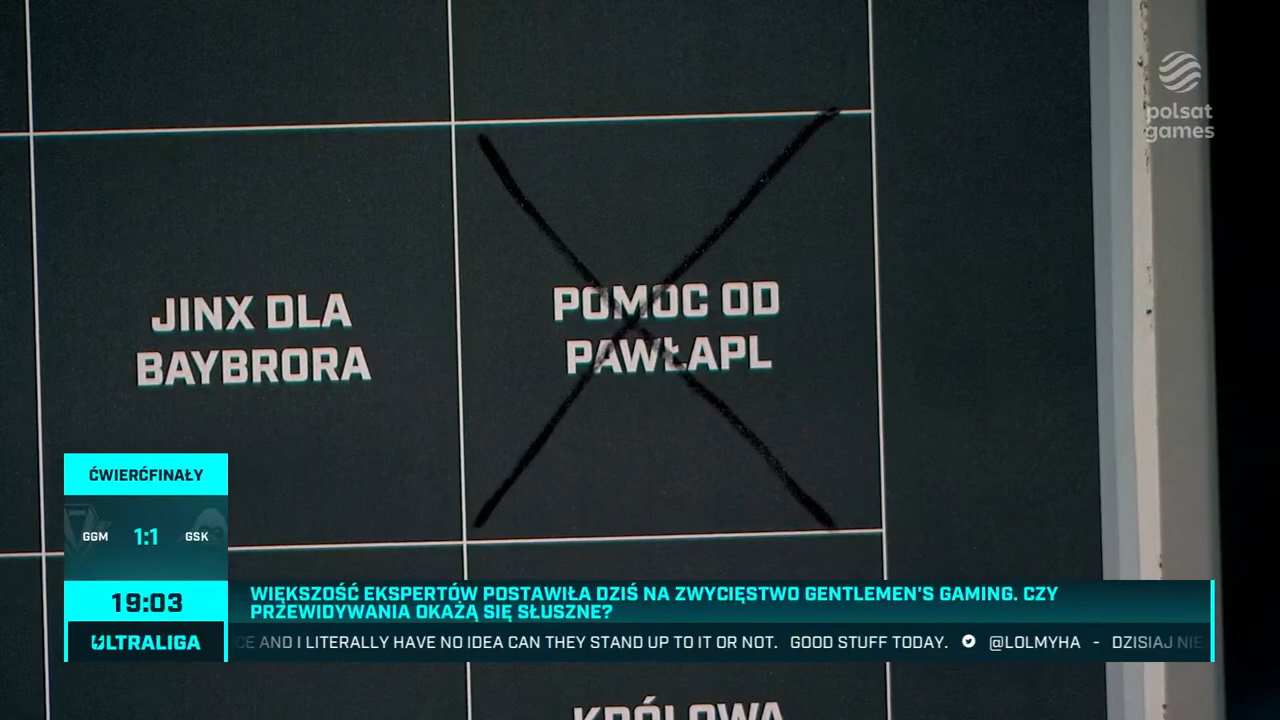 polsat
games
JINX DLA
BAYBRORA
POMOC OD
PAWŁAPL
ĆWIERĆFINAŁY
GGM 1:1 GSK
19:03
WIĘKSZOŚĆ EKSPERTÓW POSTAWIŁA DZIŚ NA ZWYCIĘSTWO GENTLEMEN'S GAMING. CZY
PRZEWIDYWANIA OKAŻĄ SIĘ SŁUSZNE?
ULTRALIGA
CE AND I LITERALLY HAVE NO IDEA CAN THEY STAND UP TO IT OR NOT. GOOD STUFF TODAY. @LOLMYHA - DZISIAJ NIE
KRÓLOWA